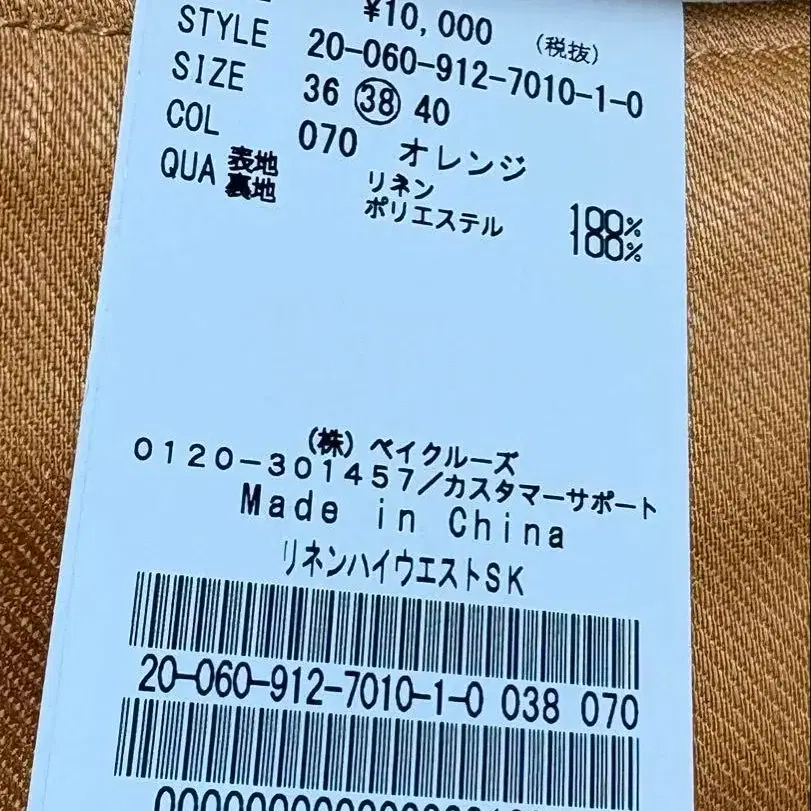 ¥10,000 (税抜)
STYLE 20-060-912-7010-1-0
SIZE 36 38 40
COL 070 オレンジ
QUA 表地 リネン 100%
裏地 ポリエステル 100%
(株) ベイクルーズ
0120-301457/カスタマーサポート
Made in China
リネンハイウエストSK
20-060-912-7010-1-0 038 070